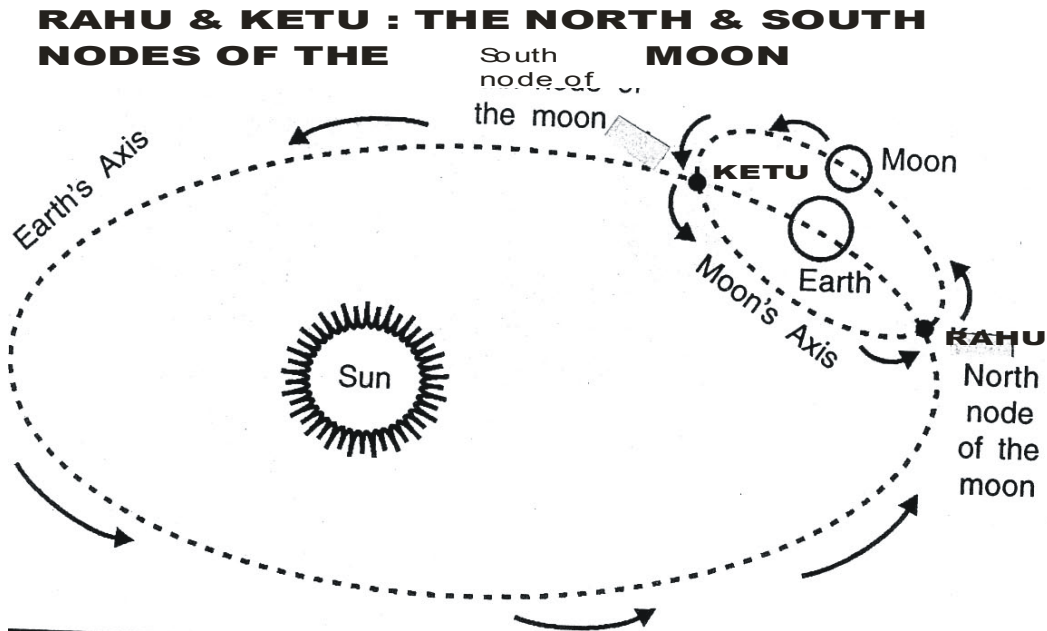 RAHU & KETU : THE NORTH & SOUTH
NODES OF THE MOON
South
node of
the moon
Earth's Axis
KETU
Moon
Earth
Moon's Axis
RAHU
Sun
North
node
of the
moon